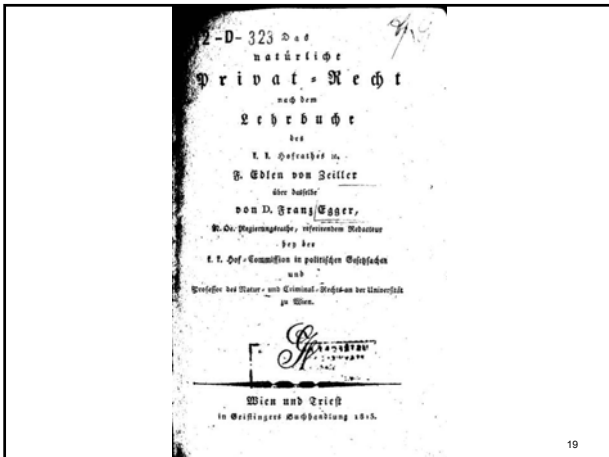 2-D-323 Das
natürliche
Privat-Recht
nach dem
Lehrbuche
des
k. k. Hofrathes ꝛc.
F. Edlen von Zeiller
über dasselbe
von D. Franz Egger,
N. Oe. Regierungsrathe, referirendem Redacteur
bey der
k. k. Hof-Commission in politischen Gesetzsachen
und
Professor des Natur- und Criminal-Rechts an der Universität
zu Wien.
Wien und Triest
in Geistingers Buchhandlung 1815.
19